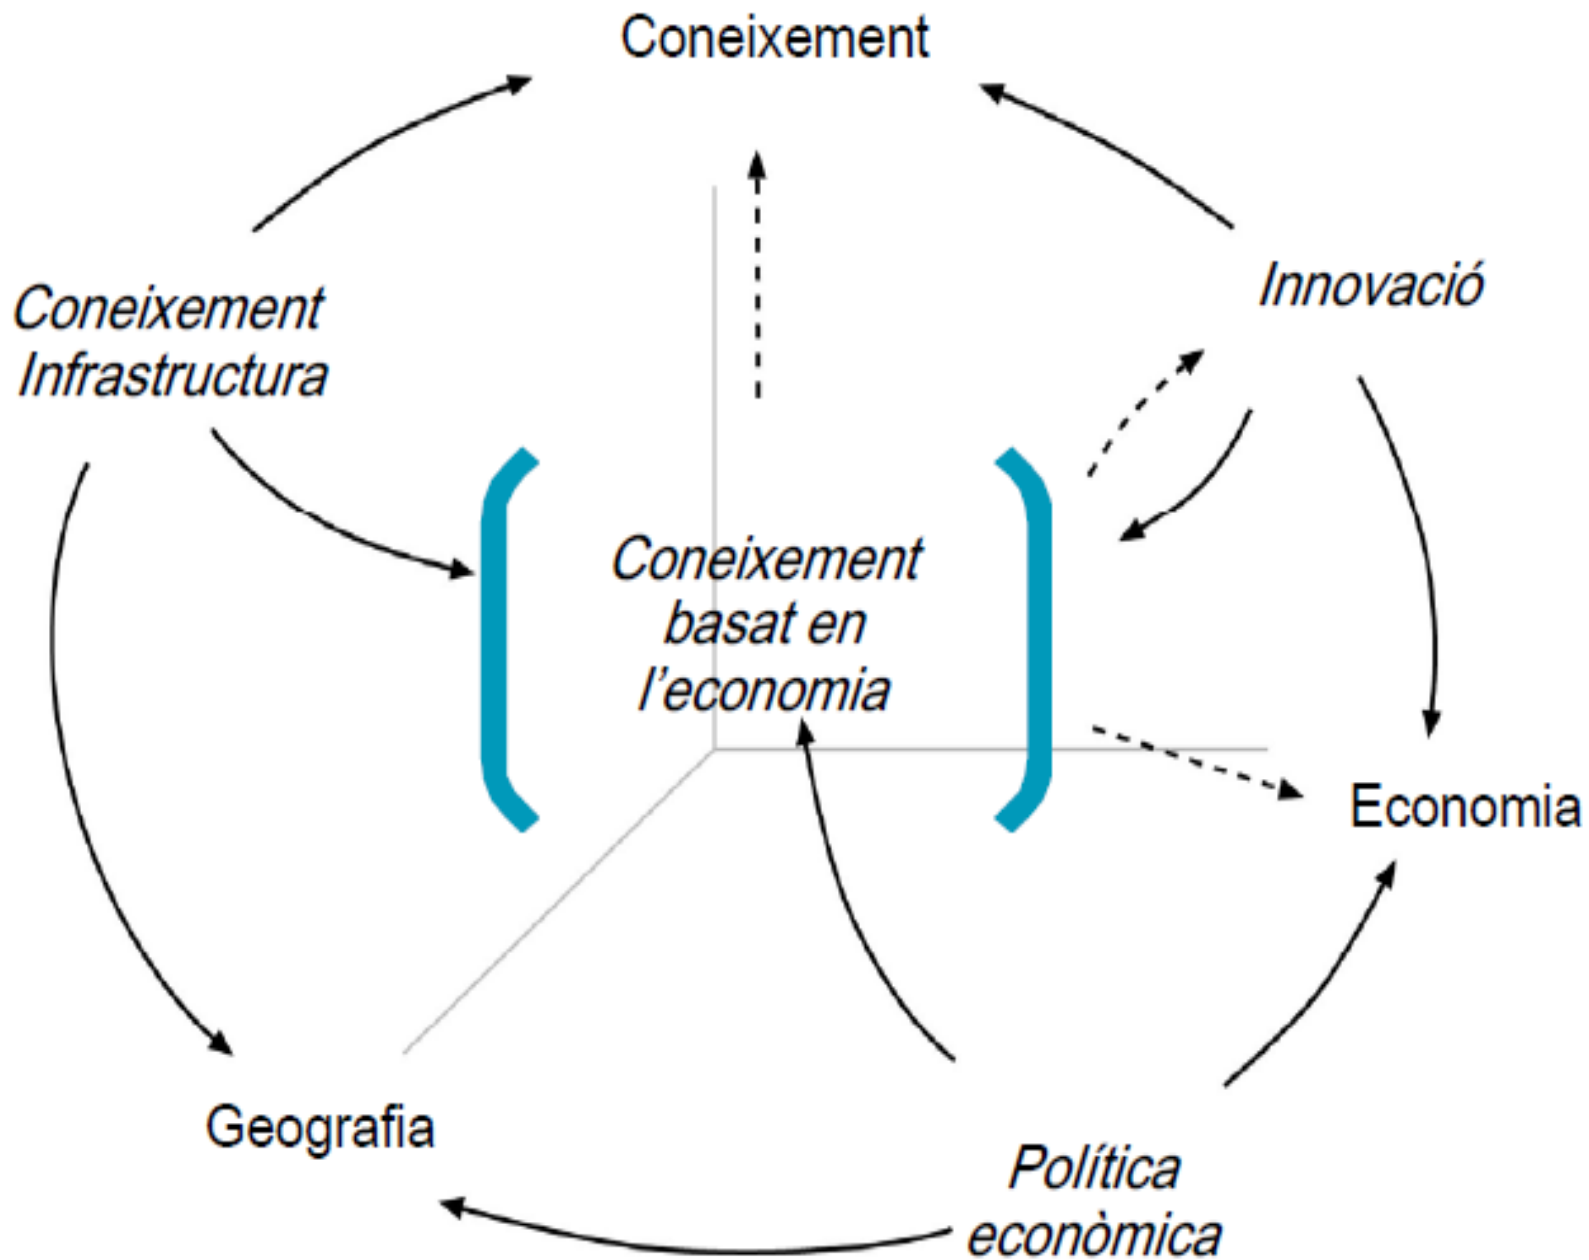 Coneixement
Innovació
Coneixement
Infrastructura
Coneixement
basat en
l'economia
Economia
Geografia
Política
econòmica